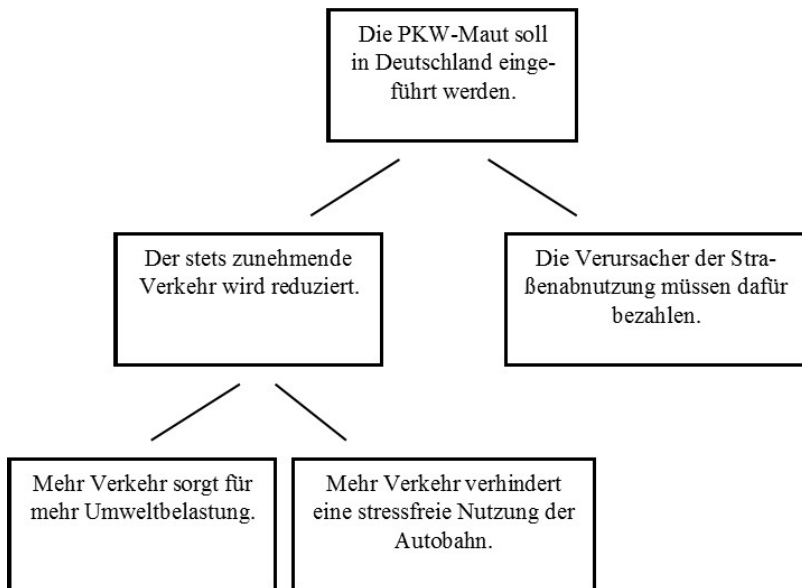 Die PKW-Maut soll
in Deutschland einge-
führt werden.
Der stets zunehmende
Verkehr wird reduziert.
Die Verursacher der Stra-
ßenabnutzung müssen dafür
bezahlen.
Mehr Verkehr sorgt für
mehr Umweltbelastung.
Mehr Verkehr verhindert
eine stressfreie Nutzung der
Autobahn.